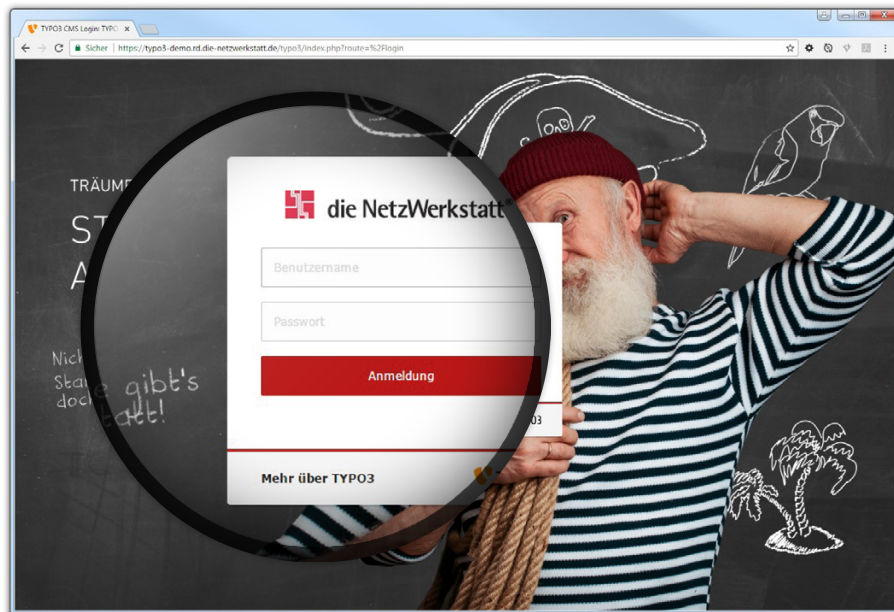 TYPO3 CMS Login: TYPO
Sicher | https://typo3-demo.rd.die-netzwerkstatt.de/typo3/index.php?route=%2Flogin
TRÄUME
ST
A
die NetzWerkstatt®
Benutzername
Passwort
Anmeldung
Nich
Sta e gibt's
doch tatt!
03
Mehr über TYPO3